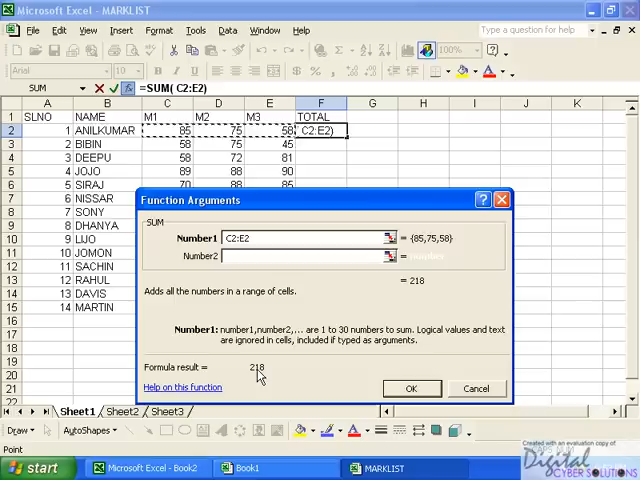 Microsoft Excel - MARKLIST
File Edit View Insert Format Tools Data Window Help Type a question for help
100%
Arial 10 B
SUM =SUM( C2:E2)
A B C D E F G H I J K
1 SLNO NAME M1 M2 M3 TOTAL
2 1 ANILKUMAR 85 75 58 C2:E2)
3 2 BIBIN 58 75 45
4 3 DEEPU 58 72 81
5 4 JOJO 89 88 90
6 5 SIRAJ 70 88 85
7 6 NISSAR
8 7 SONY
9 8 DHANYA
10 9 LIJO
11 10 JOMON
12 11 SACHIN
13 12 RAHUL
14 13 DAVIS
15 14 MARTIN
16
17
18
19
20
21
Function Arguments
SUM
Number1 C2:E2 = {85,75,58}
Number2 = number
= 218
Adds all the numbers in a range of cells.
Number1: number1,number2,... are 1 to 30 numbers to sum. Logical values and text
are ignored in cells, included if typed as arguments.
Formula result = 218
Help on this function OK Cancel
Sheet1 Sheet2 Sheet3
Draw AutoShapes
Point
Created with an evaluation copy of
Digital
CYBER SOLUTIONS
start Microsoft Excel - Book2 Book1 MARKLIST